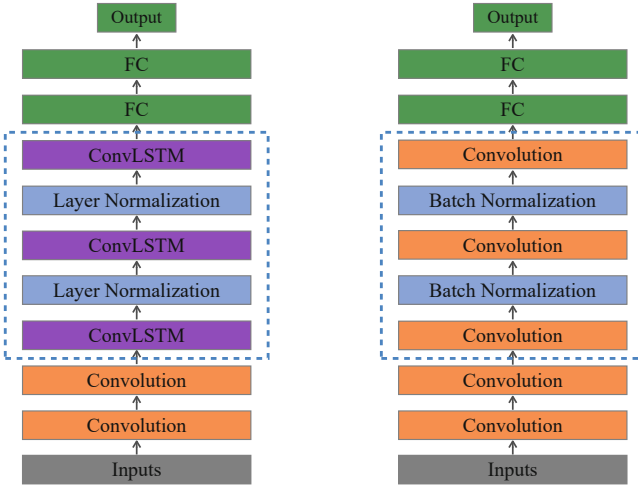 Output
FC
FC
ConvLSTM
Layer Normalization
ConvLSTM
Layer Normalization
ConvLSTM
Convolution
Convolution
Inputs
Output
FC
FC
Convolution
Batch Normalization
Convolution
Batch Normalization
Convolution
Convolution
Convolution
Inputs